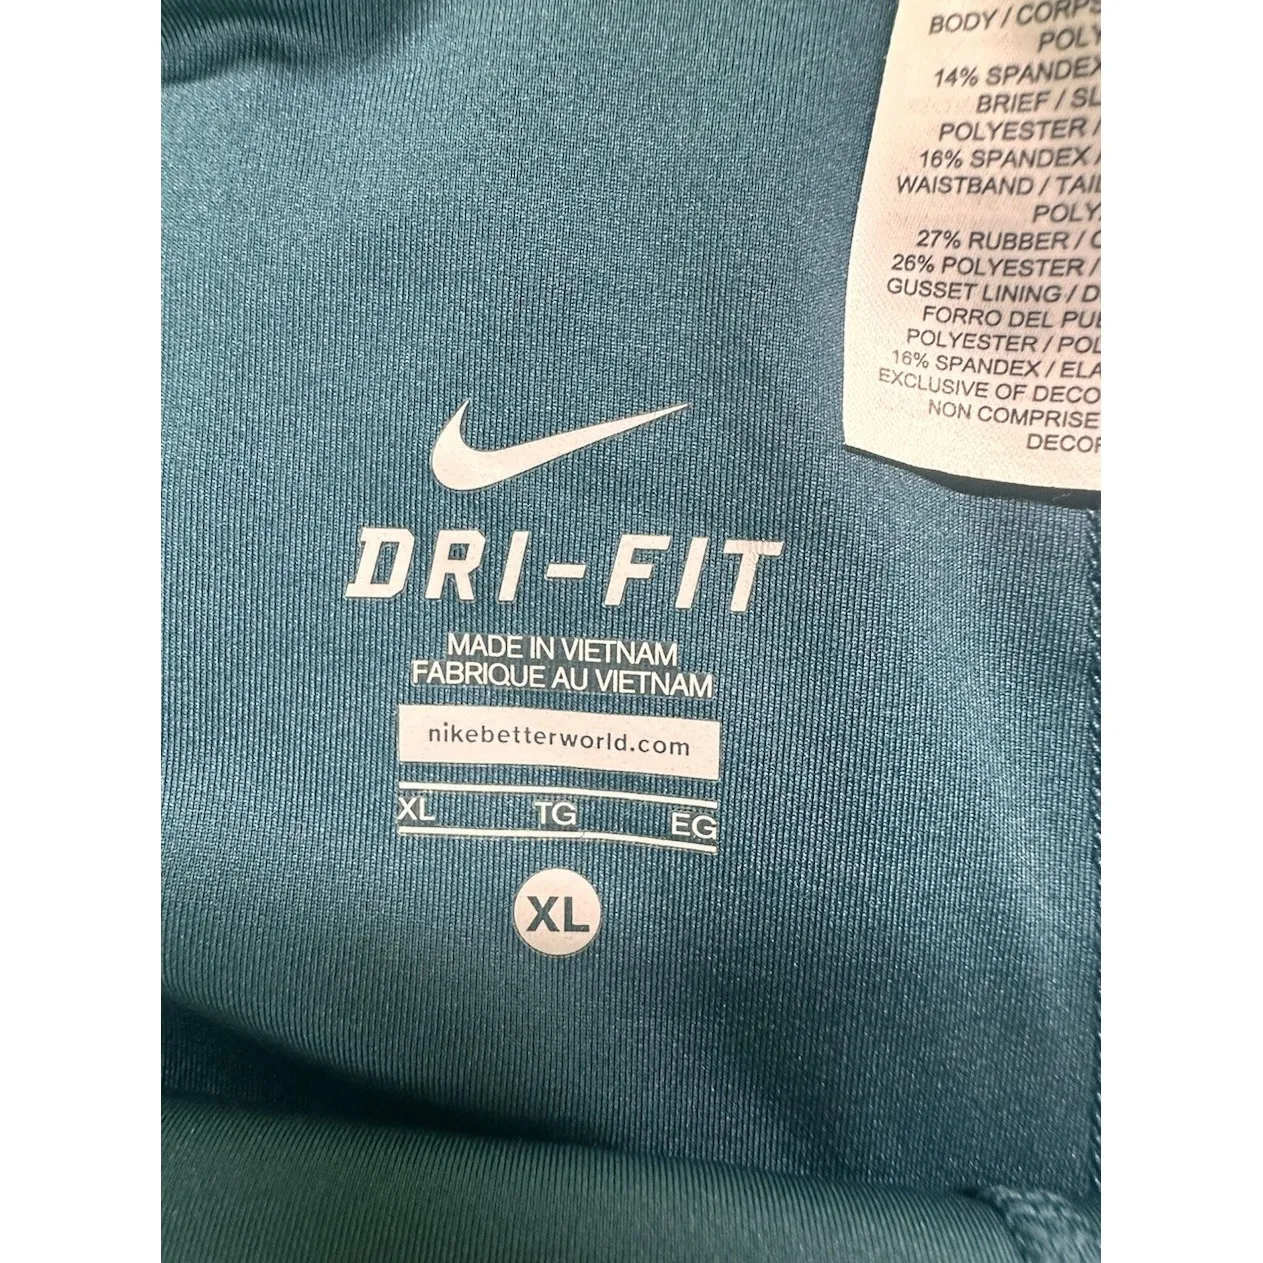 BODY / CORPS
POLY
14% SPANDEX
BRIEF / SL
POLYESTER /
16% SPANDEX /
WAISTBAND / TAIL
POLY
27% RUBBER / C
26% POLYESTER /
GUSSET LINING / D
FORRO DEL PUE
POLYESTER / POL
16% SPANDEX / ELA
EXCLUSIVE OF DECO
NON COMPRISE
DECOR
DRI-FIT
MADE IN VIETNAM
FABRIQUE AU VIETNAM
nikebetterworld.com
XL TG EG
XL